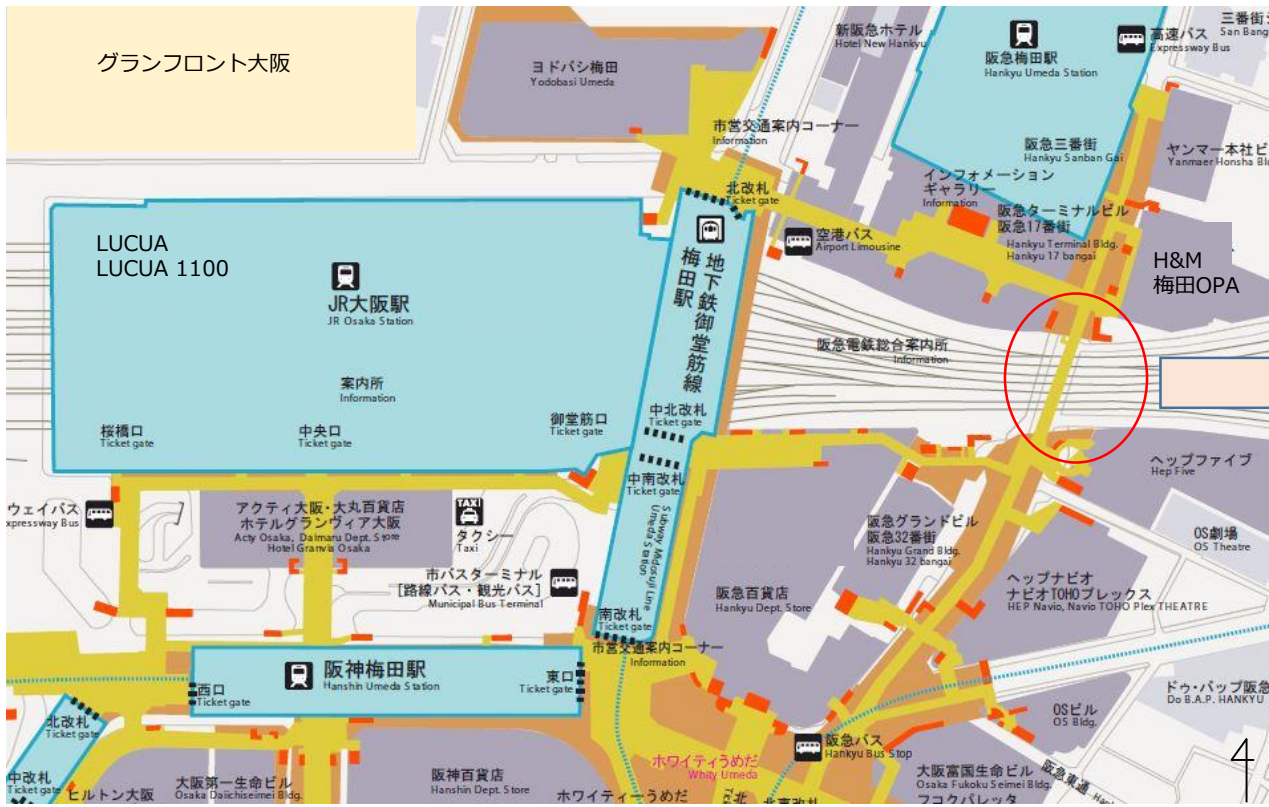 グランフロント大阪
ヨドバシ梅田
Yodobasi Umeda
新阪急ホテル
Hotel New Hankyu
阪急梅田駅
Hankyu Umeda Station
高速バス
Expressway Bus
三番街
San Bang
市営交通案内コーナー
Information
阪急三番街
Hankyu Sanban Gai
ヤンマー本社ビ
Yanmaer Honsha Bl
北改札
Ticket gate
インフォメーション
ギャラリー
Information
阪急ターミナルビル
阪急17番街
Hankyu Terminal Bldg.
Hankyu 17 bangai
空港バス
Airport Limousine
H&M
梅田OPA
LUCUA
LUCUA 1100
JR大阪駅
JR Osaka Station
地下鉄御堂筋線
梅田駅
阪急電鉄総合案内所
Information
案内所
Information
桜橋口
Ticket gate
中央口
Ticket gate
御堂筋口
Ticket gate
中北改札
Ticket gate
中南改札
Ticket gate
Subway Midosuji Line
Umeda Station
ヘップファイブ
Hep Five
ウェイバス
xpressway Bus
アクティ大阪・大丸百貨店
ホテルグランヴィア大阪
Acty Osaka, Daimaru Dept. Store
Hotel Granvia Osaka
TAXI
タクシー
Taxi
阪急グランドビル
阪急32番街
Hankyu Grand Bldg.
Hankyu 32 bangai
OS劇場
OS Theatre
市バスターミナル
[路線バス・観光バス]
Municipal Bus Terminal
阪急百貨店
Hankyu Dept. Store
ヘップナビオ
ナビオTOHOプレックス
HEP Navio, Navio TOHO Plex THEATRE
南改札
Ticket gate
市営交通案内コーナー
Information
阪神梅田駅
Hanshin Umeda Station
西口
Ticket gate
東口
Ticket gate
ドゥ・バップ阪急
Do B.A.P. HANKYU
北改札
Ticket gate
OSビル
OS Bldg.
阪急バス
Hankyu Bus Stop
ホワイティうめだ
Whity Umeda
中改札
Ticket gate
ヒルトン大阪
大阪第一生命ビル
Osaka Daiichiseimei Bldg.
阪神百貨店
Hanshin Dept. Store
ホワイティーうめだ
大阪富国生命ビル
Osaka Fukoku Seimei Bldg.
フコクパレッタ
阪急東通
4